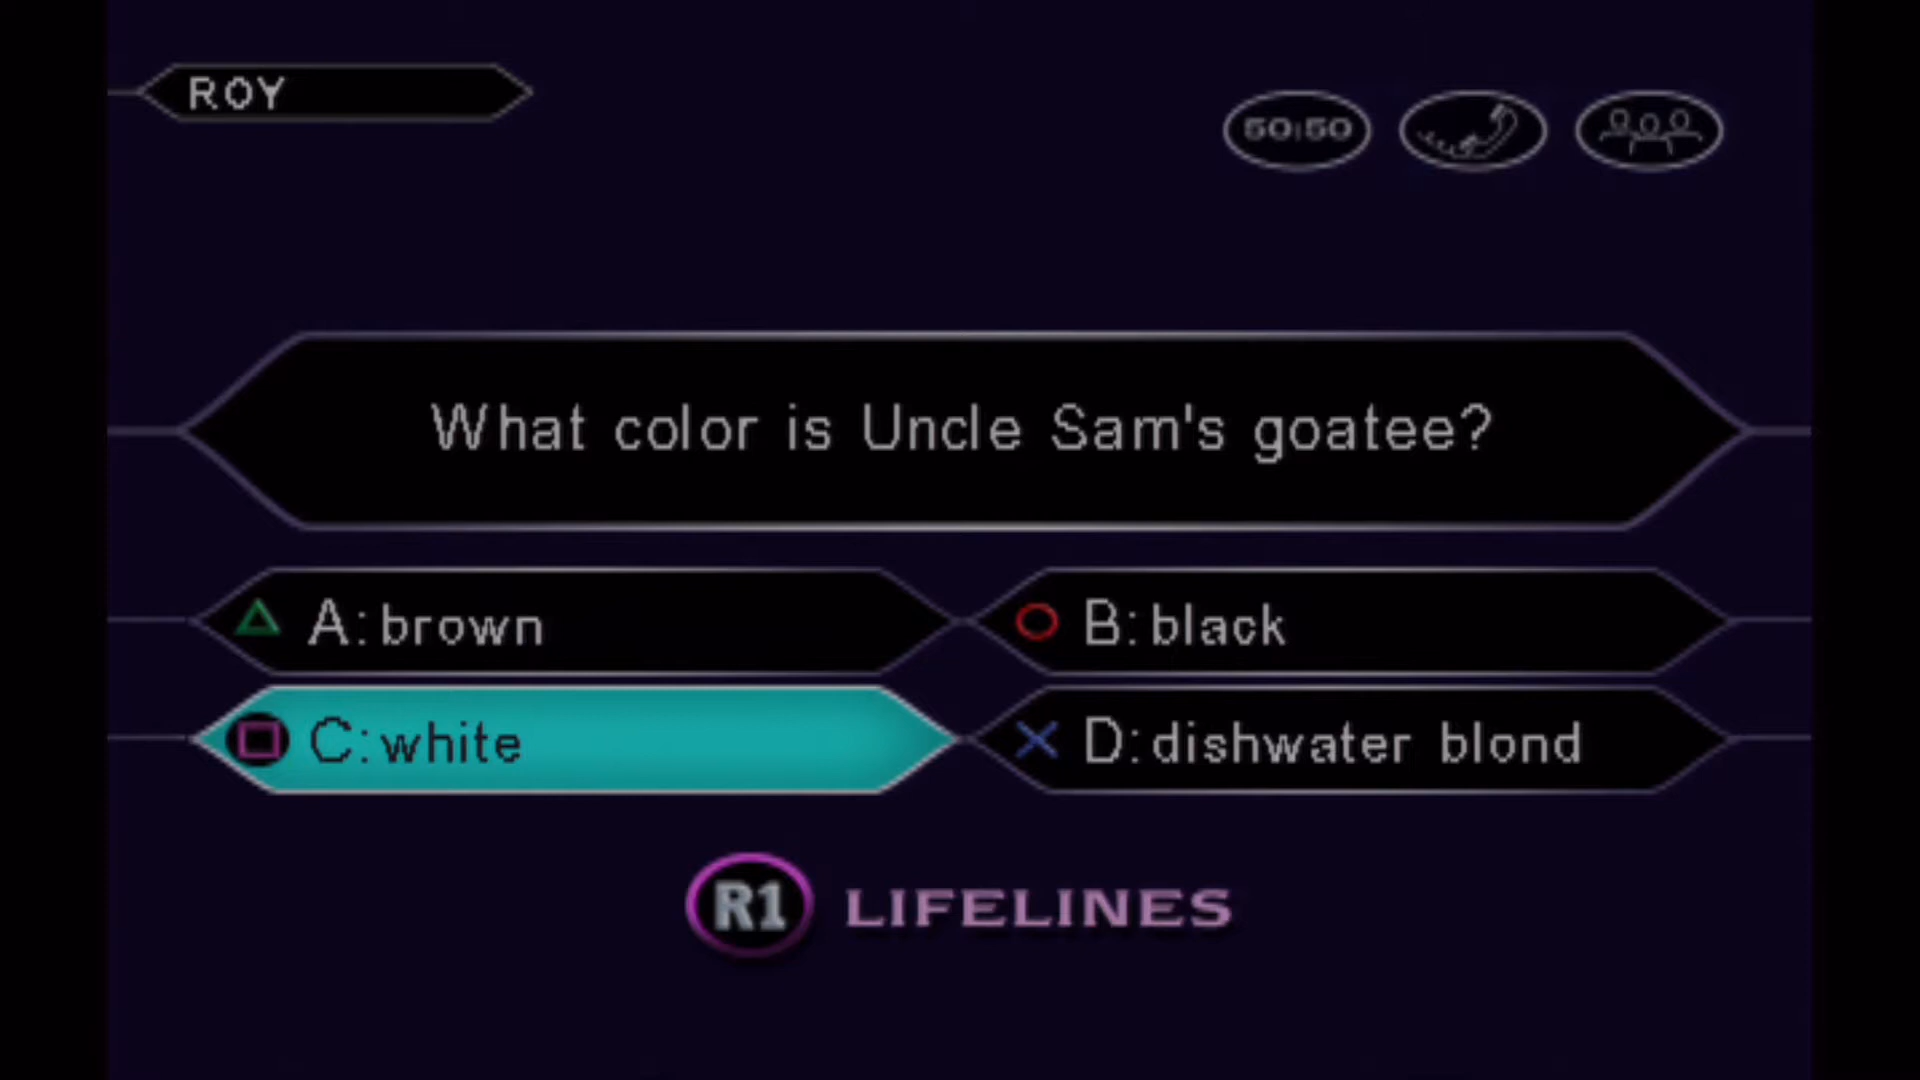 ROY
50:50
What color is Uncle Sam's goatee?
A: brown
B: black
C: white
D: dishwater blond
R1 LIFELINES